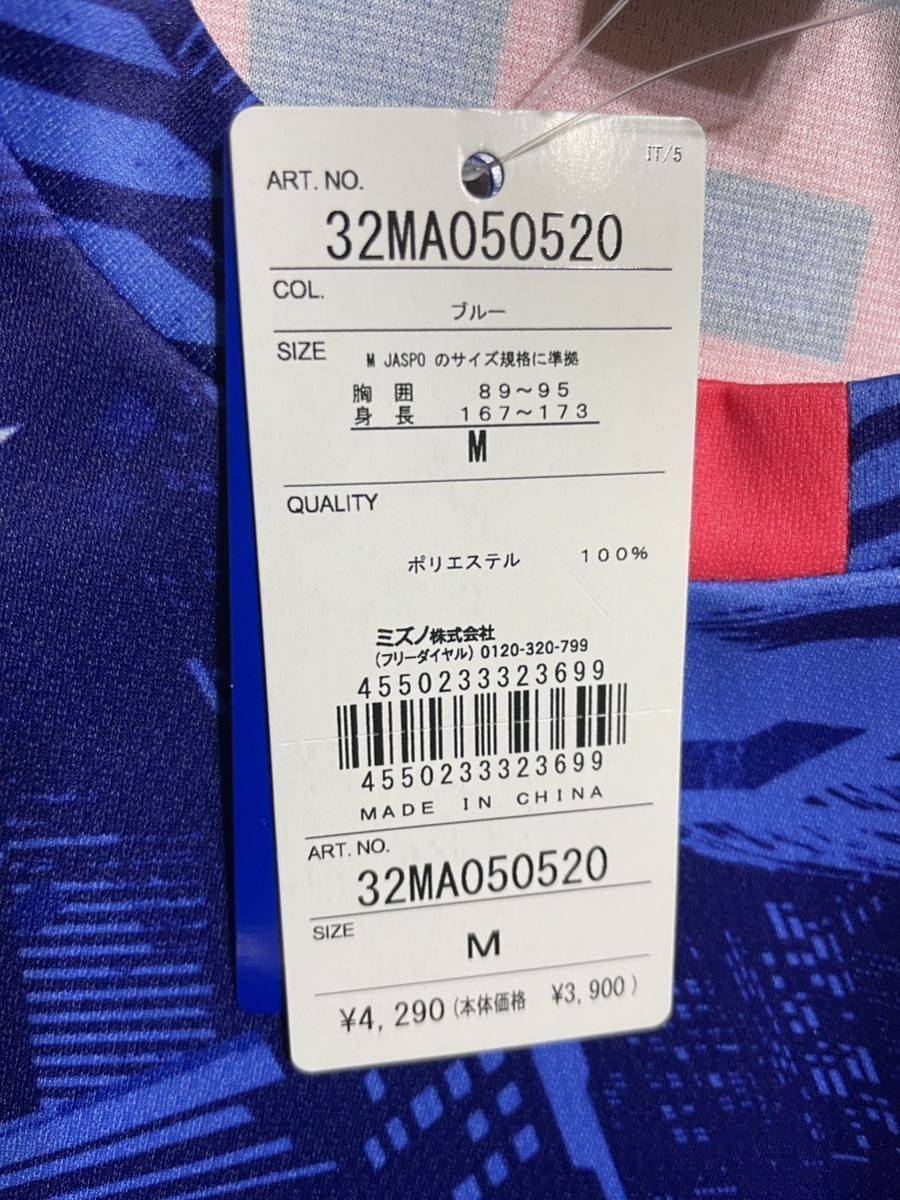 IT/5
ART. NO.
32MA050520
COL.
ブルー
SIZE
M JASPO のサイズ規格に準拠
胸 囲 89〜95
身 長 167〜173
M
QUALITY
ポリエステル 100%
ミズノ株式会社
(フリーダイヤル) 0120-320-799
4550233323699
4550233323699
MADE IN CHINA
ART. NO.
32MA050520
SIZE
M
¥4,290 (本体価格 ¥3,900)